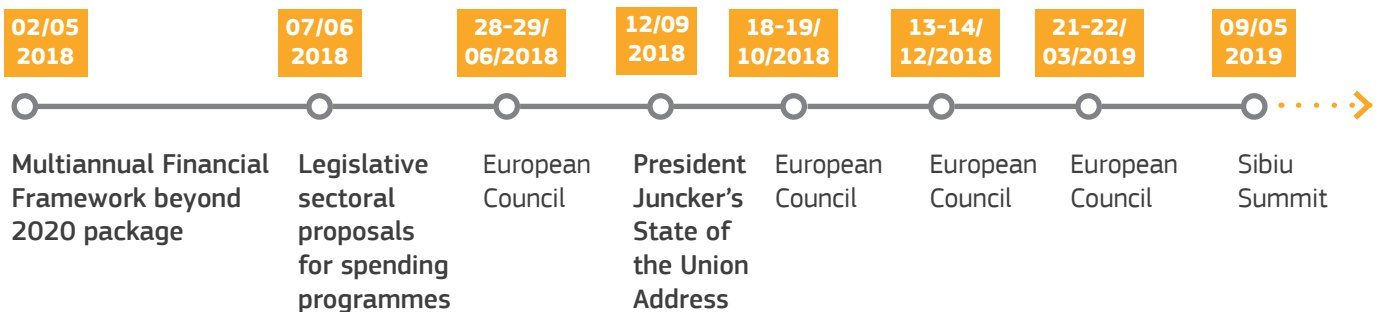 02/05
2018
07/06
2018
28-29/
06/2018
12/09
2018
18-19/
10/2018
13-14/
12/2018
21-22/
03/2019
09/05
2019
Multiannual Financial
Framework beyond
2020 package
Legislative
sectoral
proposals
for spending
programmes
European
Council
President
Juncker's
State of
the Union
Address
European
Council
European
Council
European
Council
Sibiu
Summit